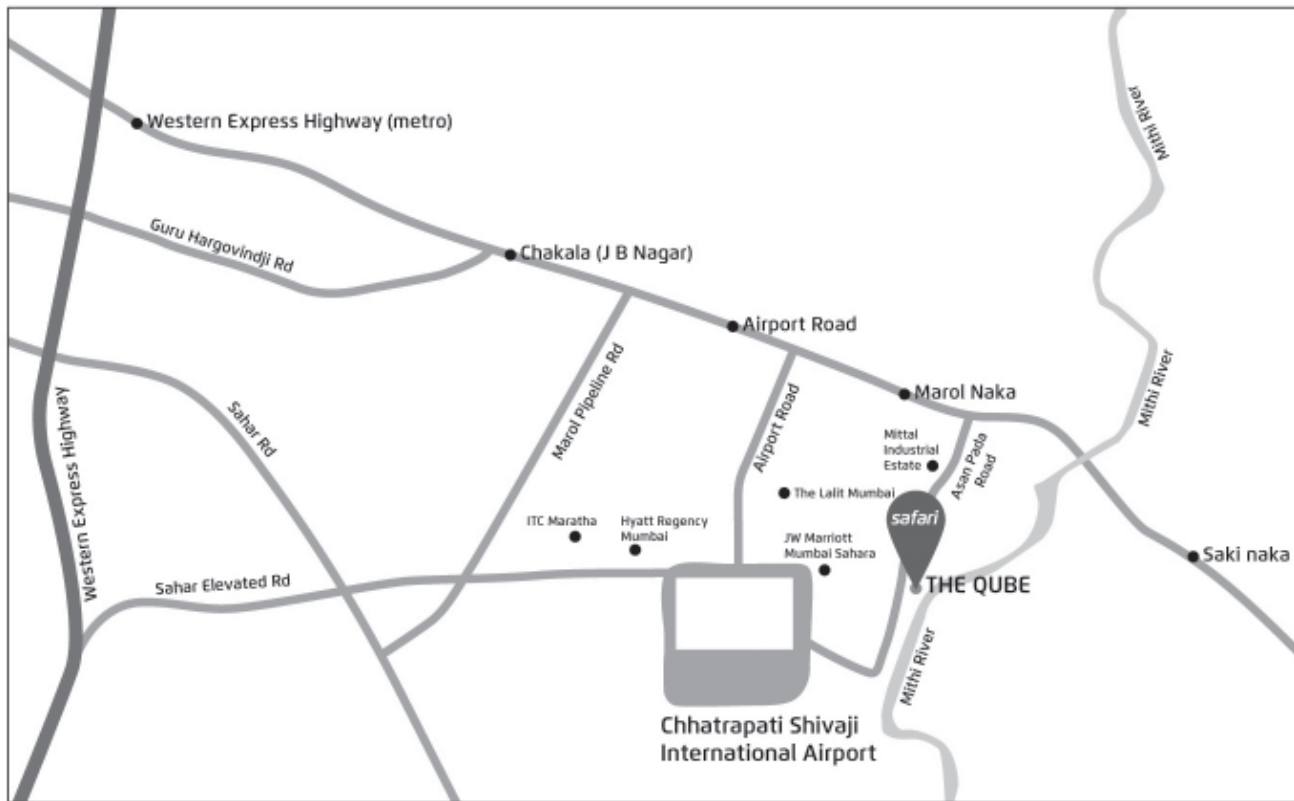 Western Express Highway (metro)
Mithi River
Guru Hargovindji Rd
Chakala (J B Nagar)
Airport Road
Mithi River
Marol Naka
Sahar Rd
Marol Pipeline Rd
Airport Road
Mittal
Industrial
Estate
Asan Pada
Road
Western Express Highway
The Lalit Mumbai
safari
ITC Maratha
Hyatt Regency
Mumbai
JW Marriott
Mumbai Sahara
Saki naka
Sahar Elevated Rd
THE QUBE
Mithi River
Chhatrapati Shivaji
International Airport